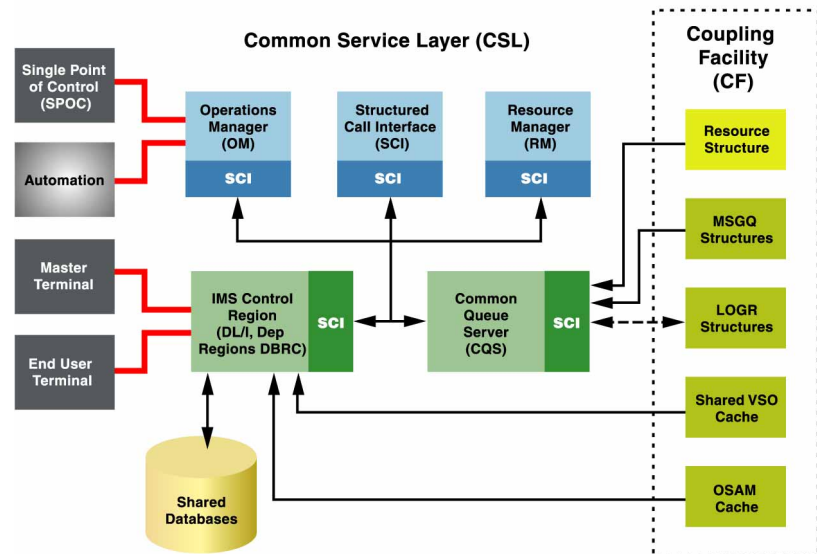 Common Service Layer (CSL)
Coupling
Facility
(CF)
Single Point
of Control
(SPOC)
Automation
Master
Terminal
End User
Terminal
Operations
Manager
(OM)
SCI
Structured
Call Interface
(SCI)
SCI
Resource
Manager
(RM)
SCI
IMS Control
Region
(DL/I, Dep
Regions DBRC)
SCI
Common
Queue
Server
(CQS)
SCI
Shared
Databases
Resource
Structure
MSGQ
Structures
LOGR
Structures
Shared VSO
Cache
OSAM
Cache